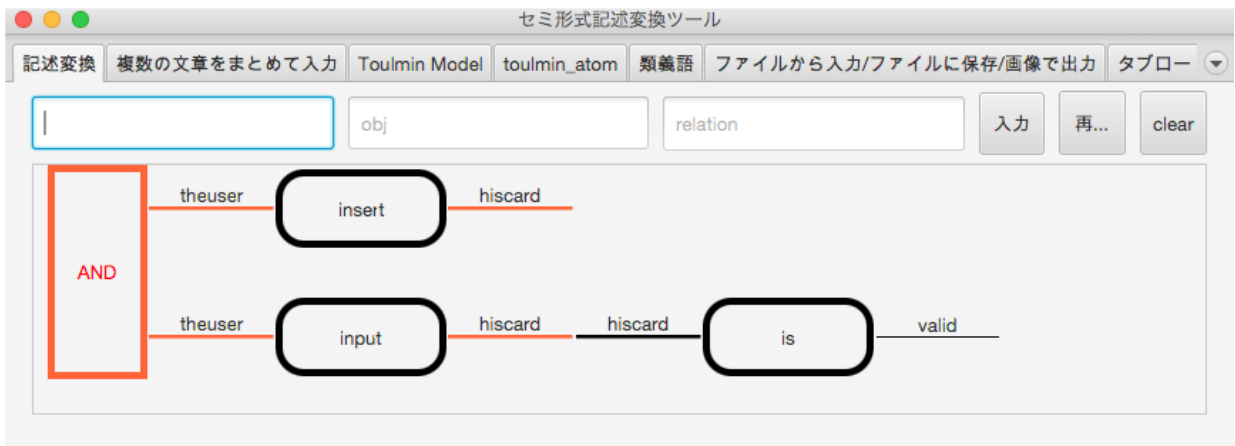 セミ形式記述変換ツール
記述変換 複数の文章をまとめて入力 Toulmin Model toulmin_atom 類義語 ファイルから入力/ファイルに保存/画像で出力 タブロー
obj relation 入力 再... clear
theuser insert hiscard
AND
theuser input hiscard hiscard is valid